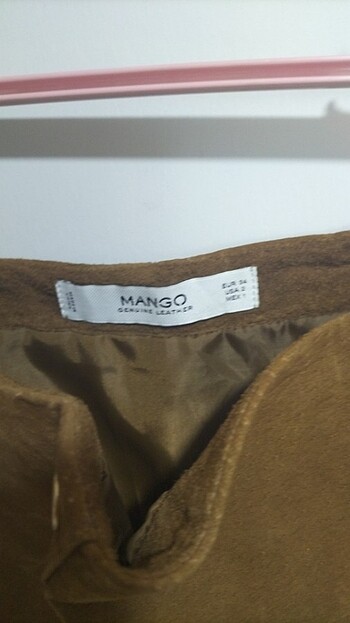 MANGO
GENUINE LEATHER
EUR 34
USA 2
MEX 1